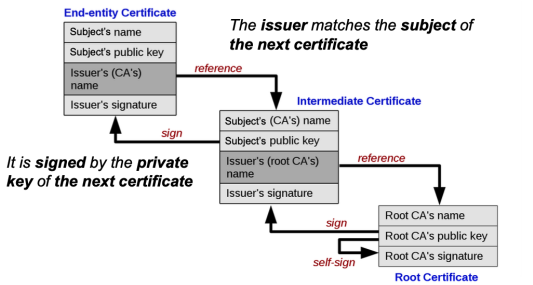 End-entity Certificate
Subject's name
Subject's public key
Issuer's (CA's)
name
Issuer's signature
The issuer matches the subject of
the next certificate
reference
sign
Intermediate Certificate
Subject's (CA's) name
Subject's public key
Issuer's (root CA's)
name
Issuer's signature
It is signed by the private
key of the next certificate
reference
sign
self-sign
Root CA's name
Root CA's public key
Root CA's signature
Root Certificate